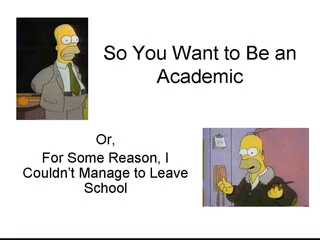 So You Want to Be an
Academic
Or,
For Some Reason, I
Couldn't Manage to Leave
School